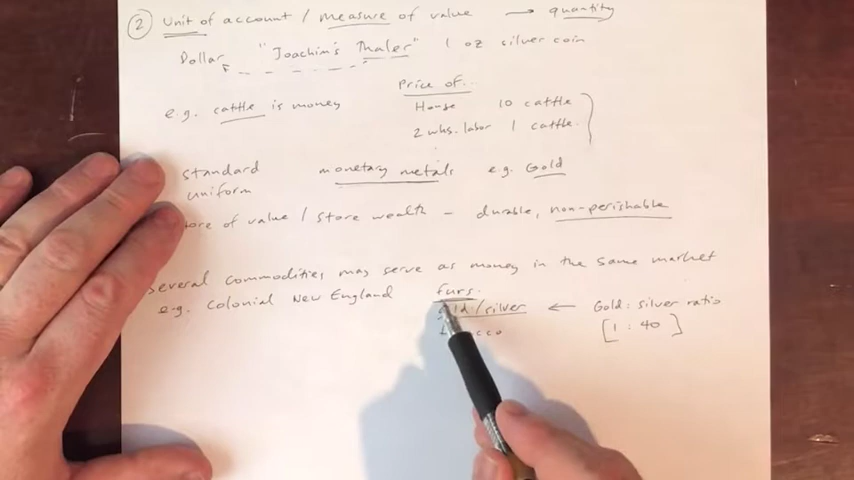 ② Unit of account / measure of value → quantity
Dollar "Joachim's Thaler" 1 oz silver coin
Price of...
e.g. cattle is money House 10 cattle
2 wks. labor 1 cattle
standard monetary metals e.g. Gold
uniform
store of value / store wealth - durable, non-perishable
several commodities may serve as money in the same market
e.g. Colonial New England furs.
gold/silver ← Gold : silver ratio
[1 : 40]